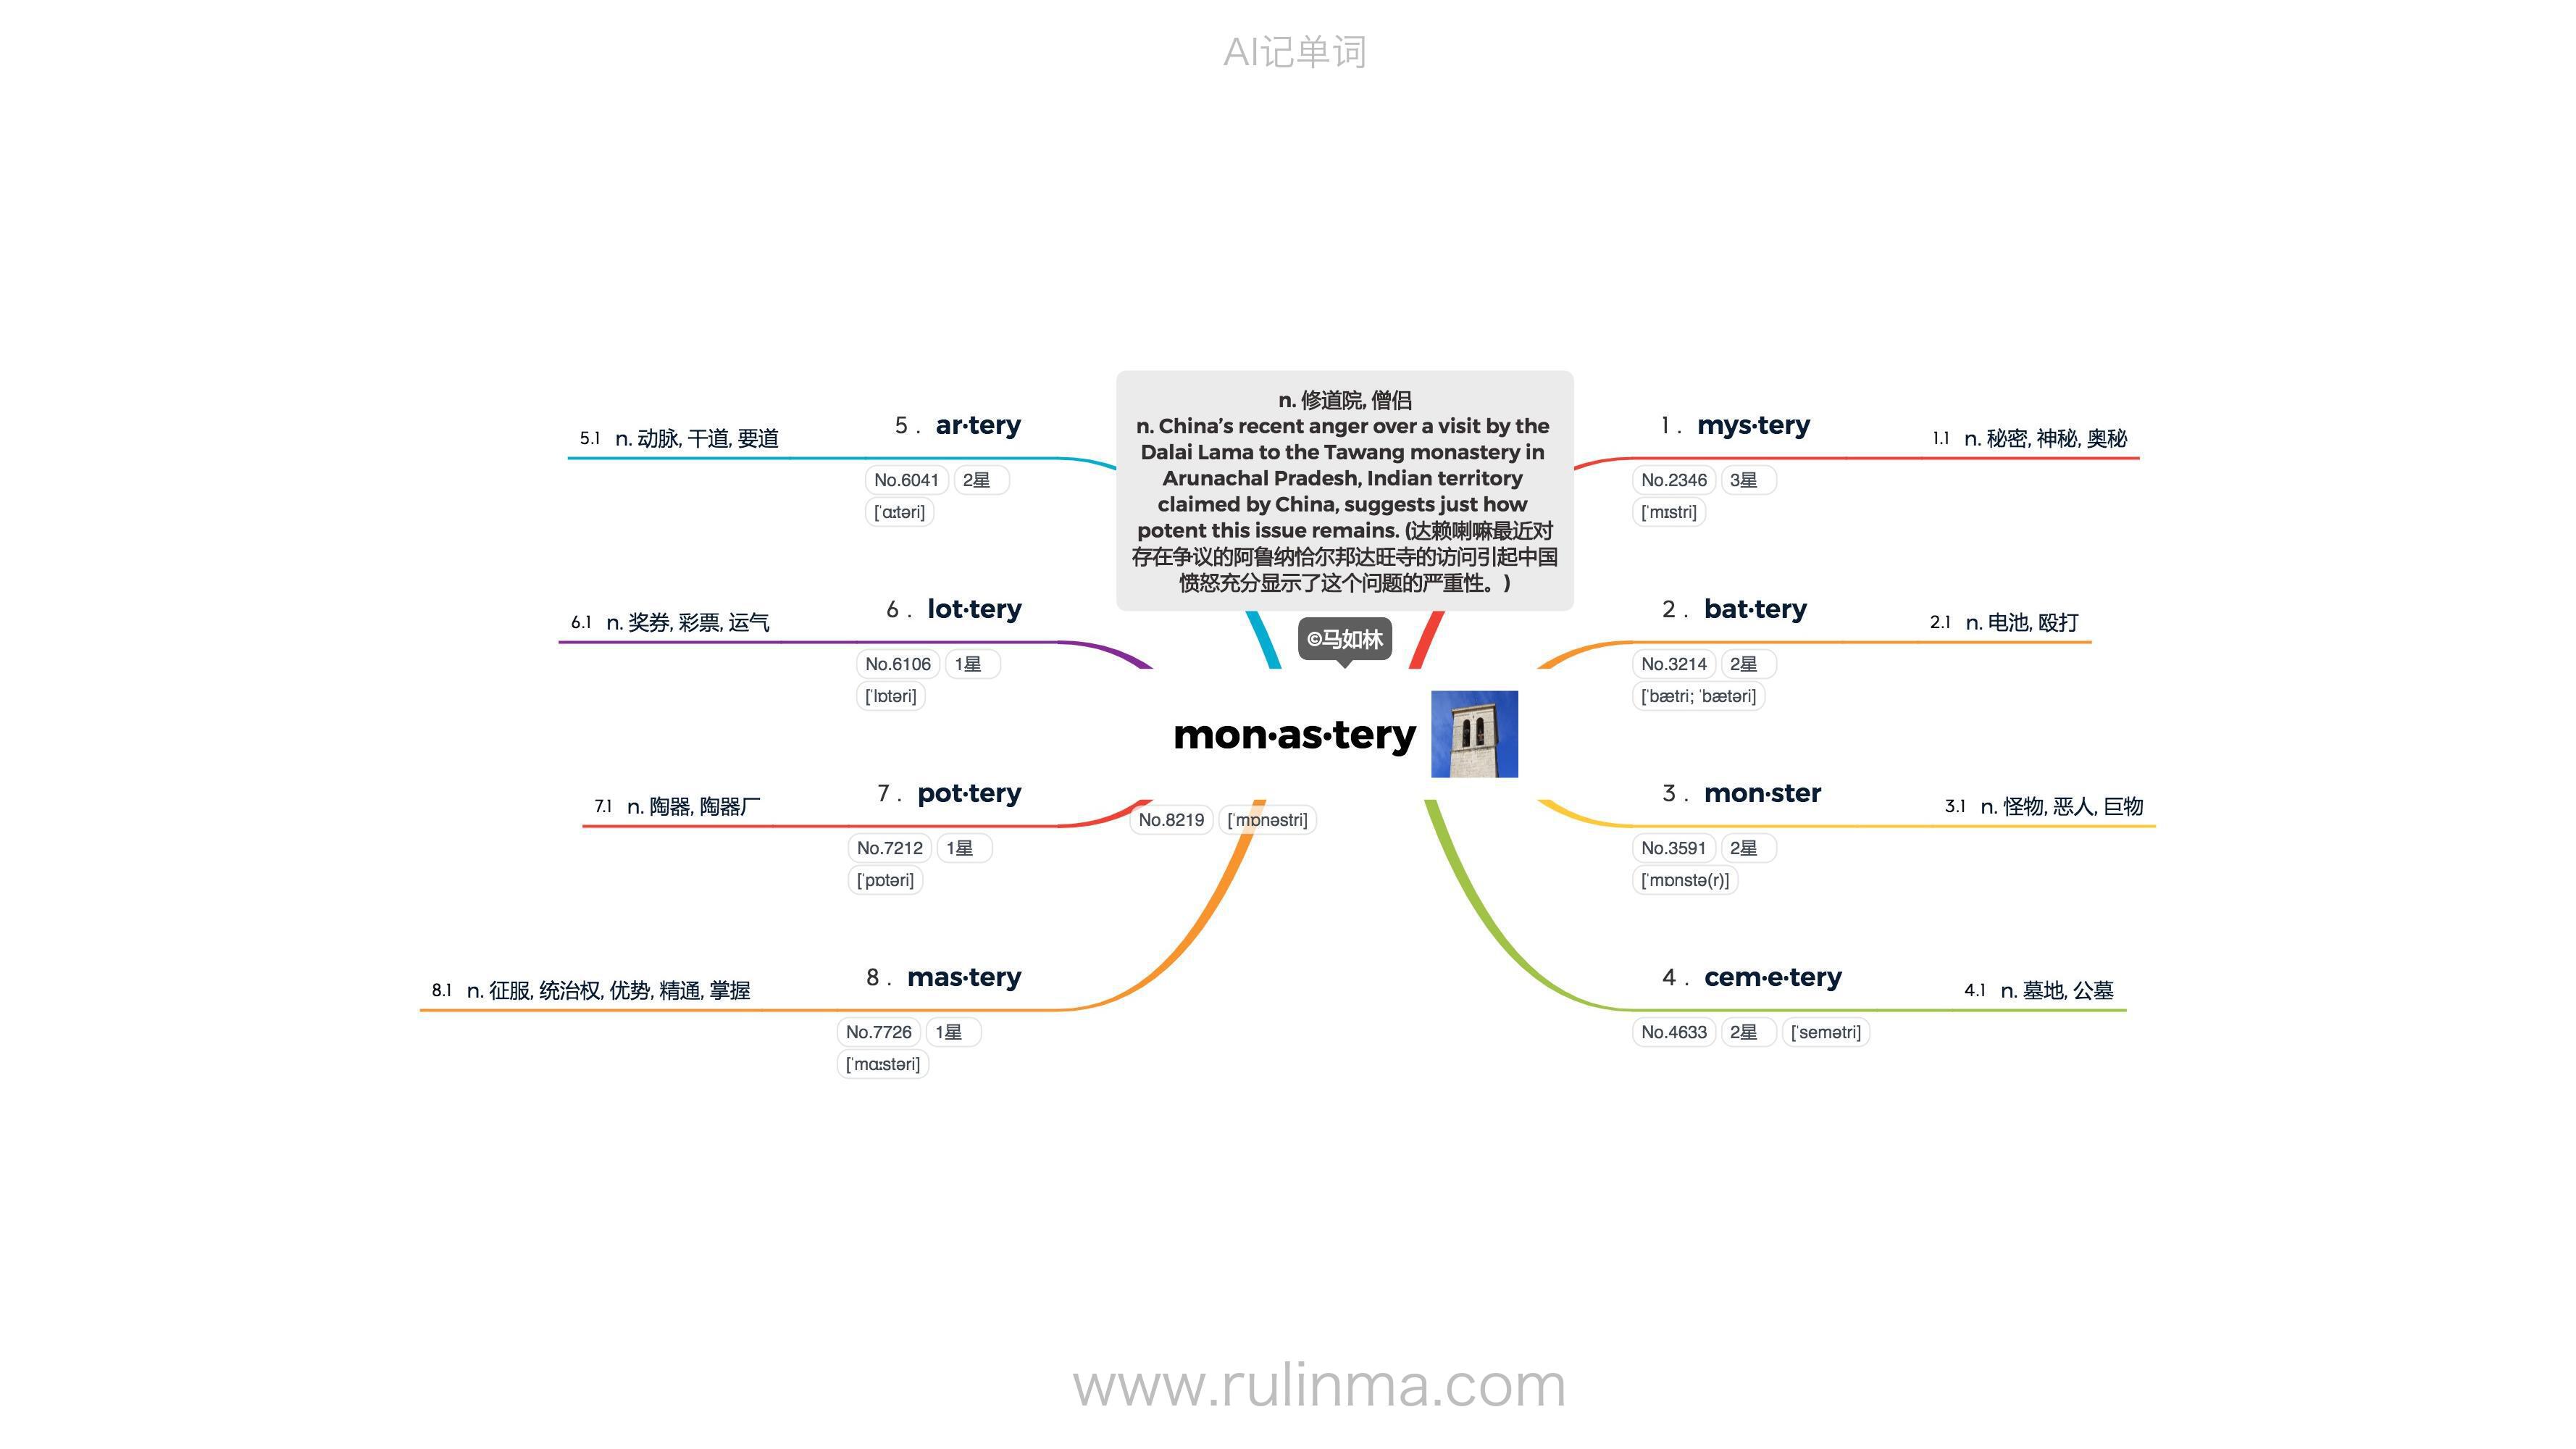 AI记单词
n. 修道院, 僧侣
n. China’s recent anger over a visit by the
Dalai Lama to the Tawang monastery in
Arunachal Pradesh, Indian territory
claimed by China, suggests just how
potent this issue remains. (达赖喇嘛最近对
存在争议的阿鲁纳恰尔邦达旺寺的访问引起中国
愤怒充分显示了这个问题的严重性。)
©马如林
mon·as·tery
No.8219 [ˈmɒnəstri]
1. mys·tery
1.1 n. 秘密, 神秘, 奥秘
No.2346 3星
[ˈmɪstri]
2. bat·tery
2.1 n. 电池, 殴打
No.3214 2星
[ˈbætri; ˈbætəri]
3. mon·ster
3.1 n. 怪物, 恶人, 巨物
No.3591 2星
[ˈmɒnstə(r)]
4. cem·e·tery
4.1 n. 墓地, 公墓
No.4633 2星 [ˈsemətri]
5. ar·tery
5.1 n. 动脉, 干道, 要道
No.6041 2星
[ˈɑːtəri]
6. lot·tery
6.1 n. 奖券, 彩票, 运气
No.6106 1星
[ˈlɒtəri]
7. pot·tery
7.1 n. 陶器, 陶器厂
No.7212 1星
[ˈpɒtəri]
8. mas·tery
8.1 n. 征服, 统治权, 优势, 精通, 掌握
No.7726 1星
[ˈmɑːstəri]
www.rulinma.com